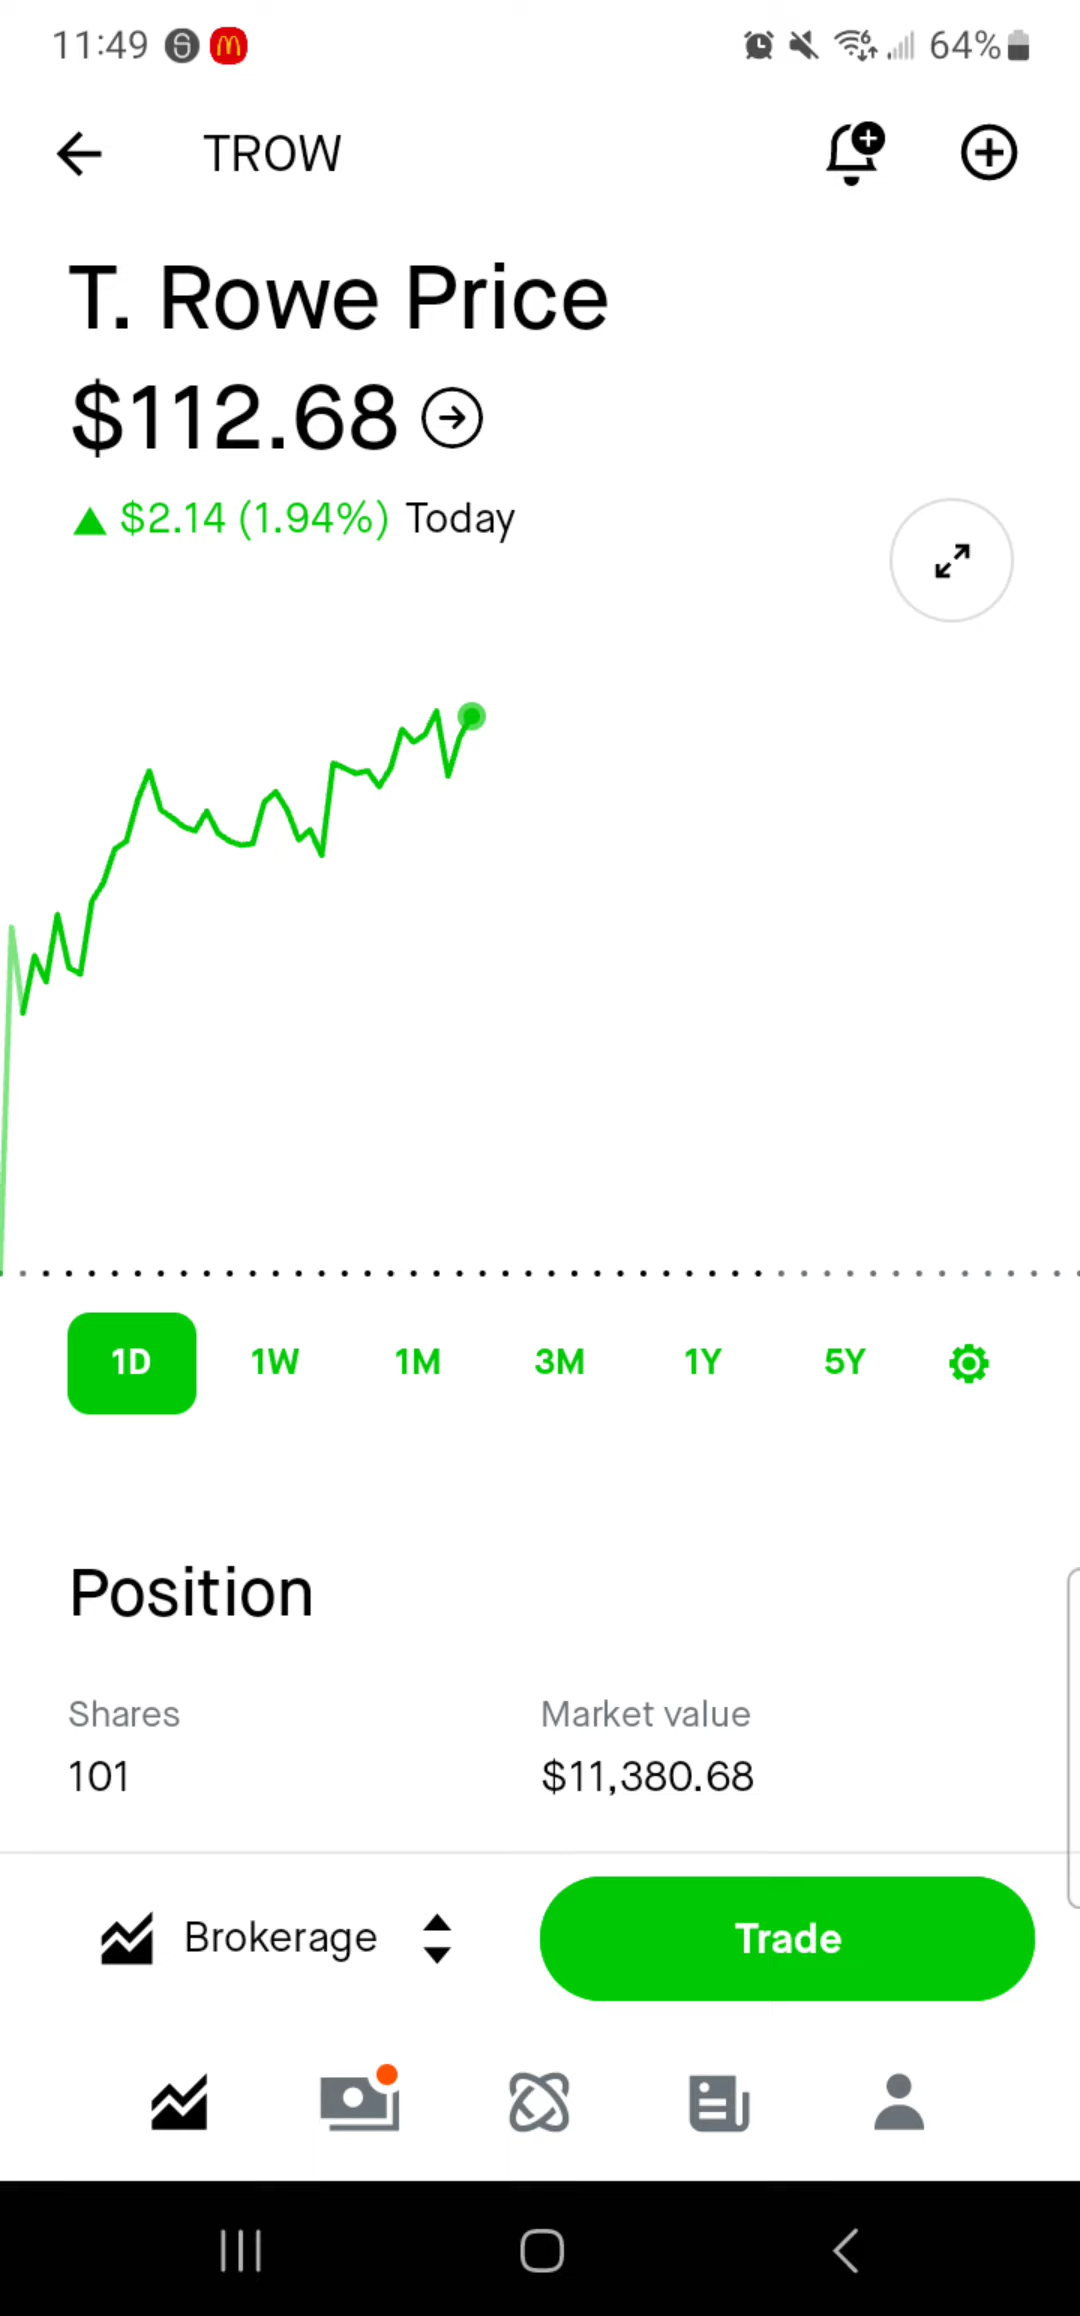 11:49 64%
TROW
T. Rowe Price
$112.68
$2.14 (1.94%) Today
1D 1W 1M 3M 1Y 5Y
Position
Shares Market value
101 $11,380.68
Brokerage Trade